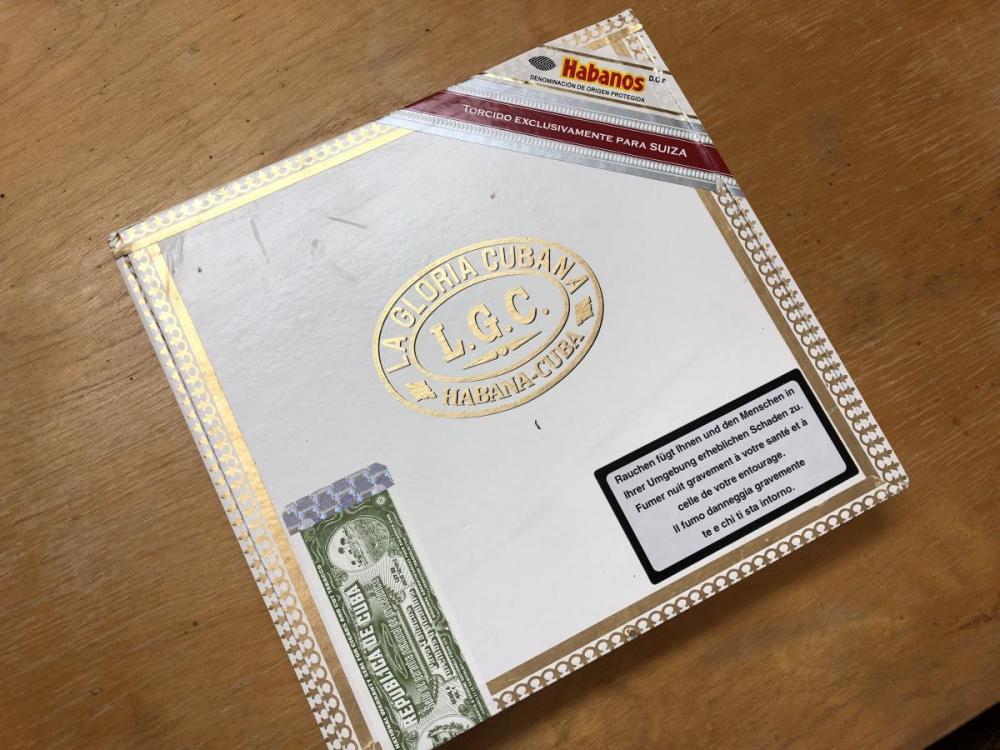 Habanos
D.O.P.
DENOMINACIÓN DE ORIGEN PROTEGIDA
TORCIDO EXCLUSIVAMENTE PARA SUIZA
LA GLORIA CUBANA
L.G.C.
HABANA-CUBA
Rauchen fügt Ihnen und den Menschen in
Ihrer Umgebung erheblichen Schaden zu.
Fumer nuit gravement à votre santé et à
celle de votre entourage.
Il fumo danneggia gravemente
te e chi ti sta intorno.
REPUBLICA DE CUBA